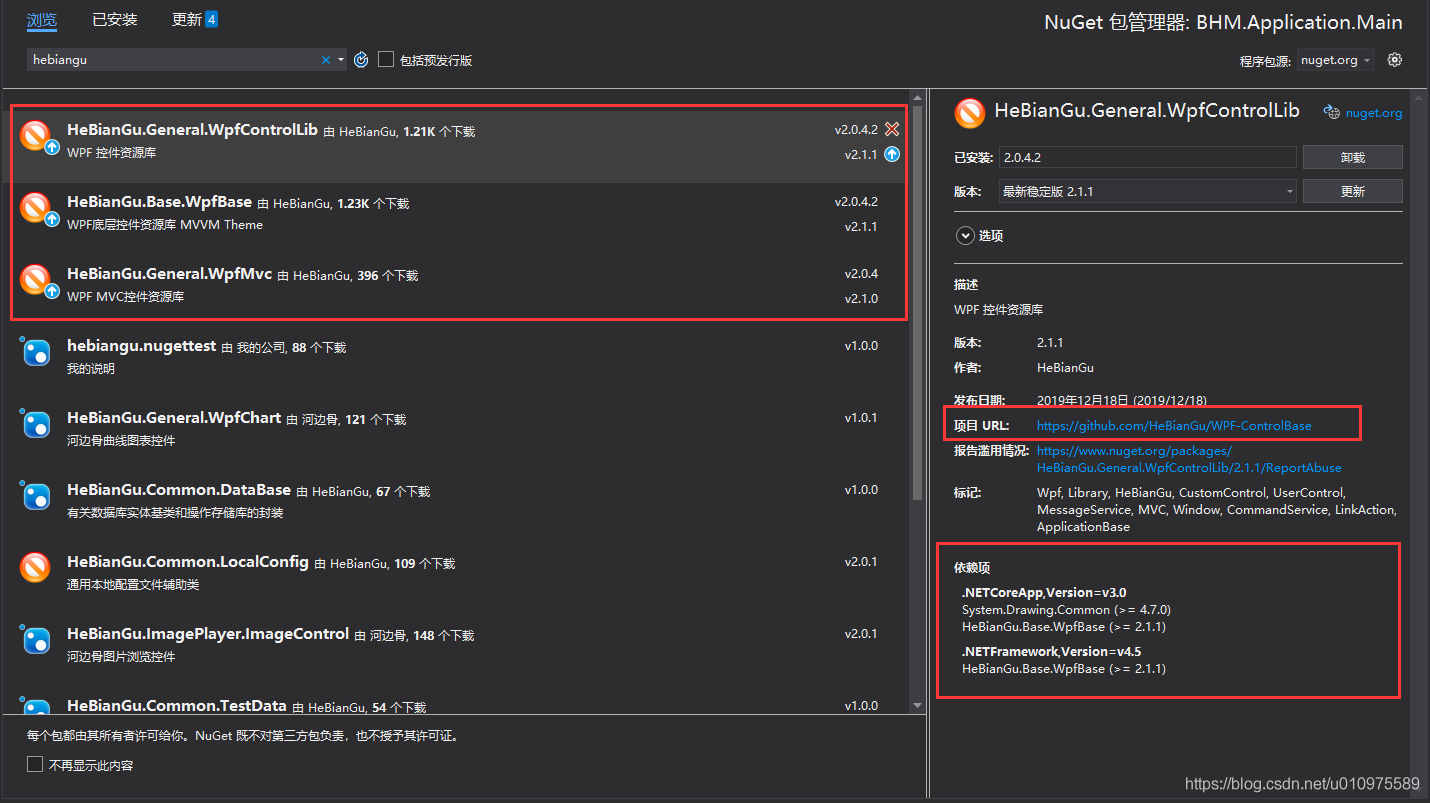 浏览 已安装 更新 4
NuGet 包管理器: BHM.Application.Main
hebiangu
包括预发行版
程序包源: nuget.org
HeBianGu.General.WpfControlLib 由 HeBianGu, 1.21K 个下载 v2.0.4.2
WPF 控件资源库 v2.1.1
HeBianGu.Base.WpfBase 由 HeBianGu, 1.23K 个下载 v2.0.4.2
WPF底层控件资源库 MVVM Theme v2.1.1
HeBianGu.General.WpfMvc 由 HeBianGu, 396 个下载 v2.0.4
WPF MVC控件资源库 v2.1.0
hebiangu.nugettest 由 我的公司, 88 个下载 v1.0.0
我的说明
HeBianGu.General.WpfChart 由 河边骨, 121 个下载 v1.0.1
河边骨曲线图表控件
HeBianGu.Common.DataBase 由 HeBianGu, 67 个下载 v1.0.0
有关数据库实体基类和操作存储库的封装
HeBianGu.Common.LocalConfig 由 HeBianGu, 109 个下载 v2.0.1
通用本地配置文件辅助类
HeBianGu.ImagePlayer.ImageControl 由 河边骨, 148 个下载 v2.0.1
河边骨图片浏览控件
HeBianGu.Common.TestData 由 HeBianGu, 54 个下载 v1.0.0
每个包都由其所有者许可给你。NuGet 既不对第三方包负责，也不授予其许可证。
不再显示此内容
HeBianGu.General.WpfControlLib
nuget.org
已安装: 2.0.4.2 卸载
版本: 最新稳定版 2.1.1 更新
选项
描述
WPF 控件资源库
版本: 2.1.1
作者: HeBianGu
发布日期: 2019年12月18日 (2019/12/18)
项目 URL: https://github.com/HeBianGu/WPF-ControlBase
报告滥用情况: https://www.nuget.org/packages/
HeBianGu.General.WpfControlLib/2.1.1/ReportAbuse
标记: Wpf, Library, HeBianGu, CustomControl, UserControl,
MessageService, MVC, Window, CommandService, LinkAction,
ApplicationBase
依赖项
.NETCoreApp,Version=v3.0
System.Drawing.Common (>= 4.7.0)
HeBianGu.Base.WpfBase (>= 2.1.1)
.NETFramework,Version=v4.5
HeBianGu.Base.WpfBase (>= 2.1.1)
https://blog.csdn.net/u010975589